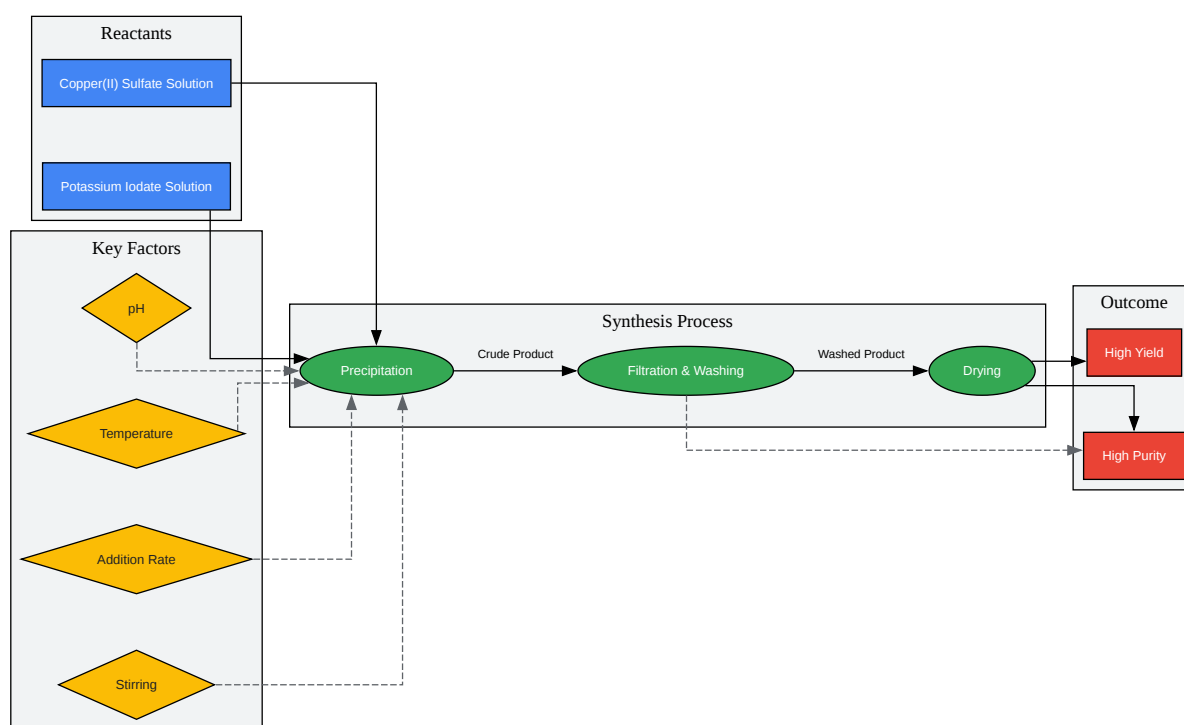 Reactants
Copper(II) Sulfate Solution
Potassium Iodate Solution
Key Factors
pH
Temperature
Addition Rate
Stirring
Synthesis Process
Precipitation
Crude Product
Filtration & Washing
Washed Product
Drying
Outcome
High Yield
High Purity